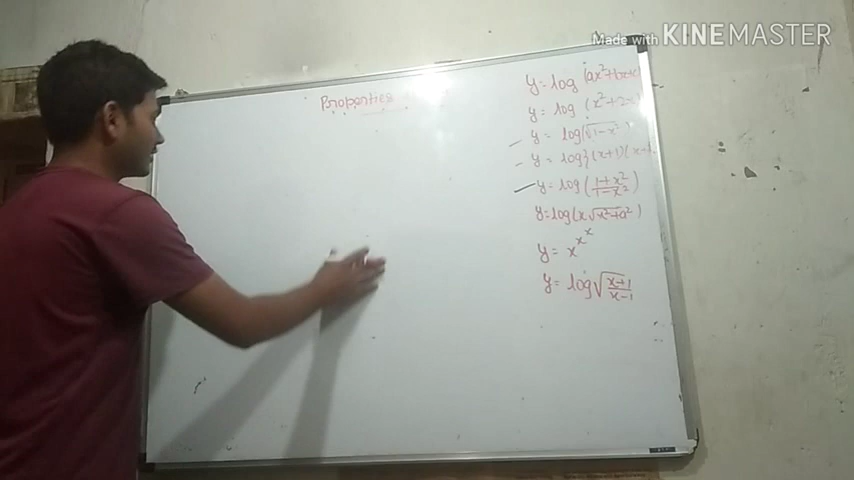 Made with KINEMASTER
Properties
y = log (ax²+bx+c)
y = log (x²+2x
y = log(√1-x²)
y = log{(x+1)(x+
y = log(1+x²/1-x²)
y=log(x√x²+a²)
y = x^x^x
y = log√x+1/x-1